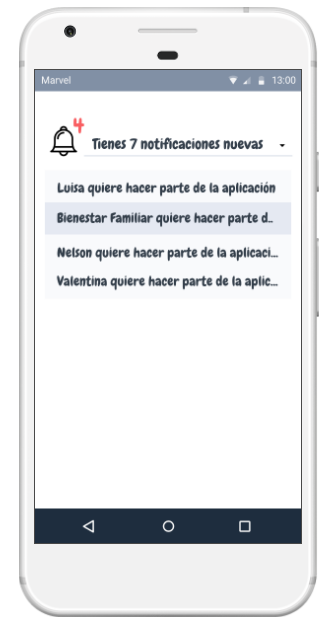 Marvel 13:00
4
Tienes 7 notificaciones nuevas
Luisa quiere hacer parte de la aplicación
Bienestar Familiar quiere hacer parte d...
Nelson quiere hacer parte de la aplicaci...
Valentina quiere hacer parte de la aplic...